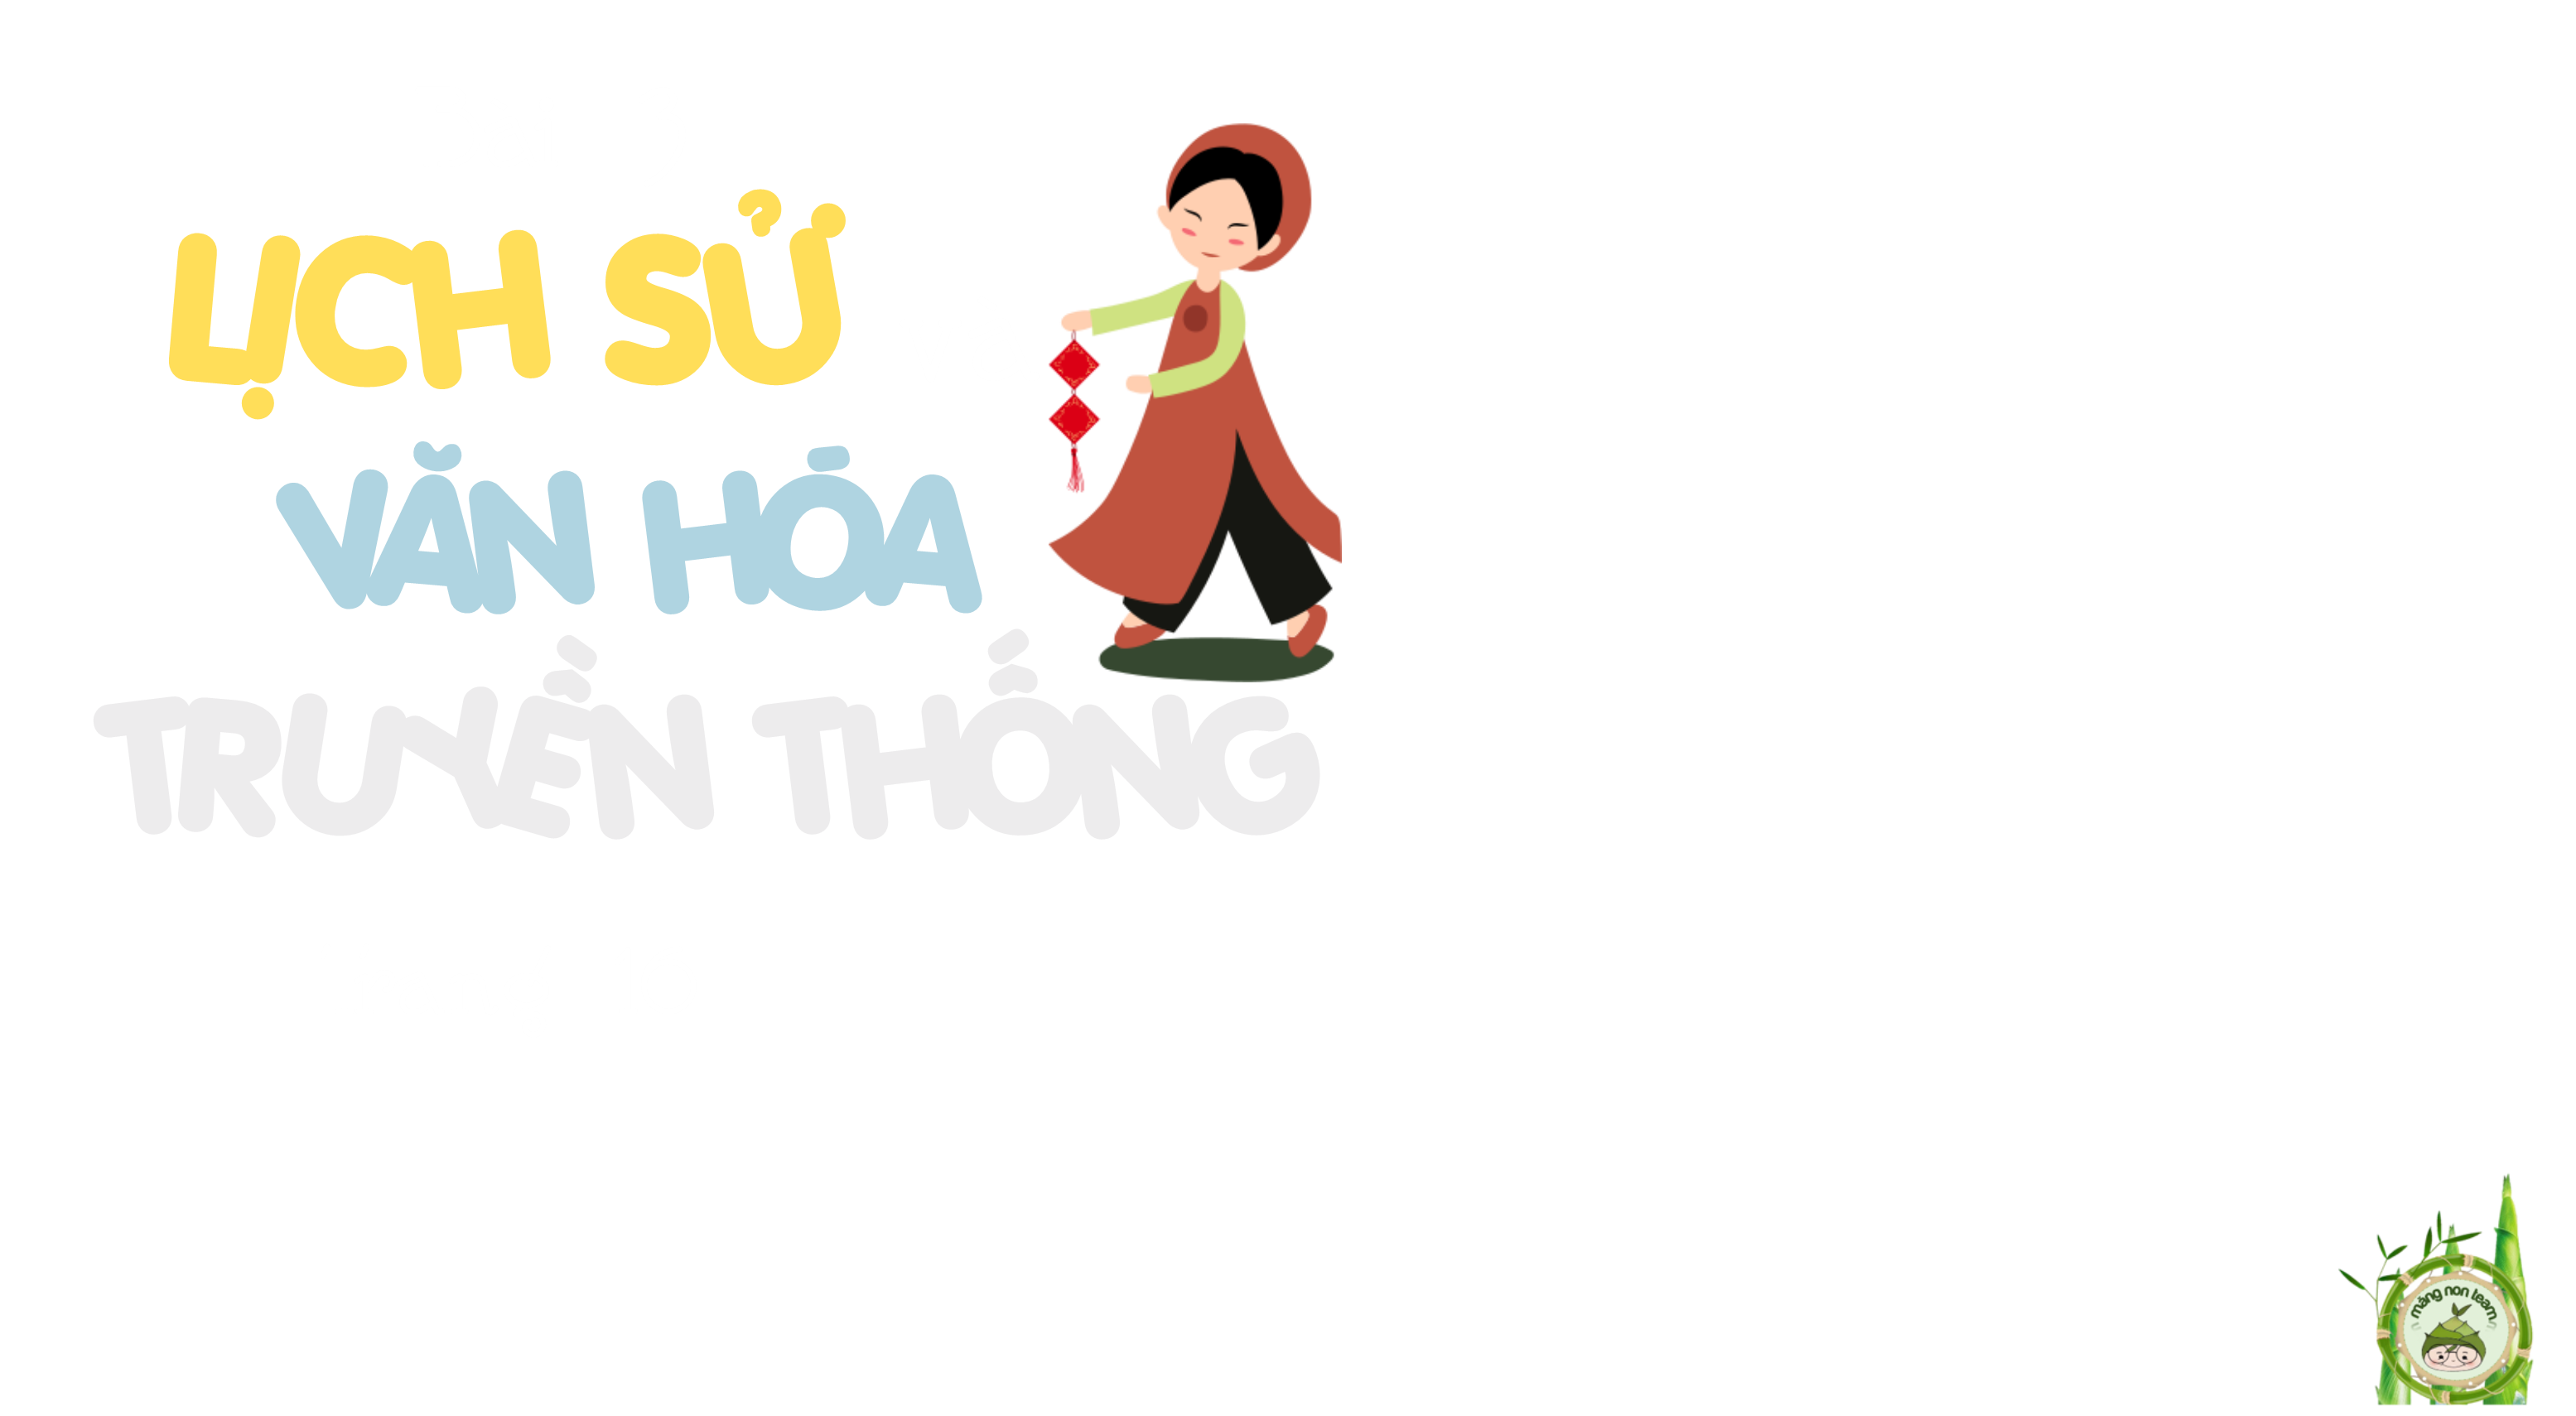 LỊCH SỬ
VĂN HÓA
TRUYỀN THỐNG
măng non team